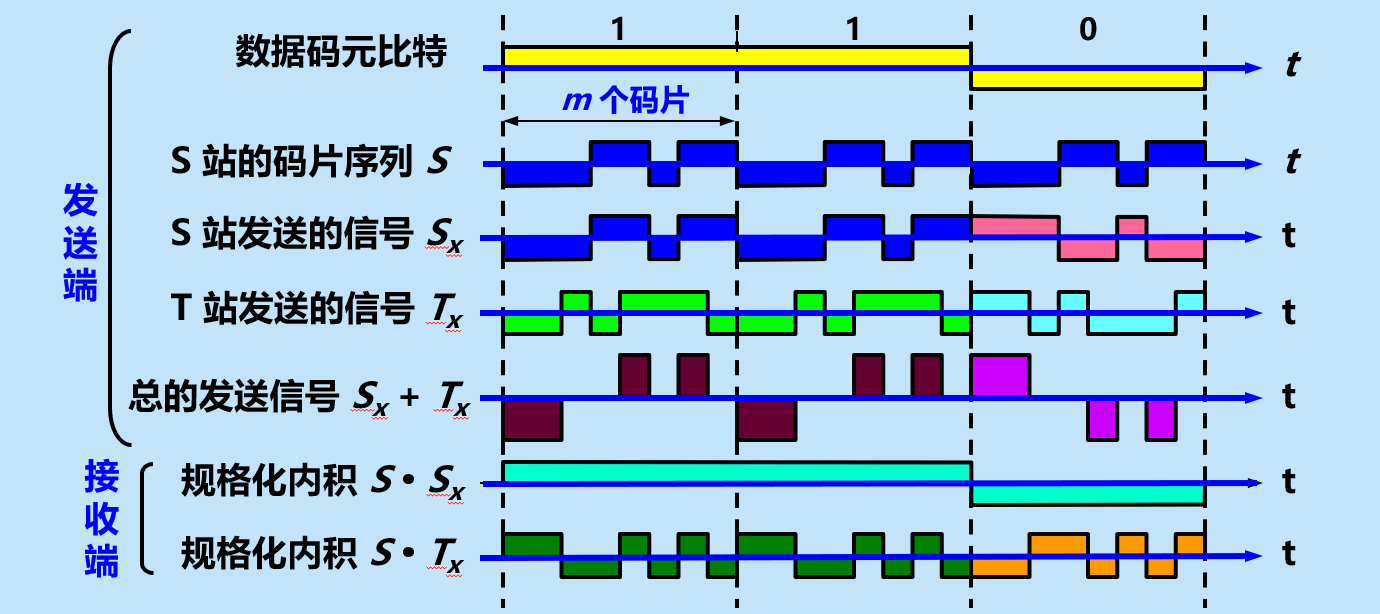 1 1 0
数据码元比特 t
m 个码片
S 站的码片序列 S t
S 站发送的信号 Sx t
T 站发送的信号 Tx t
总的发送信号 Sx + Tx t
规格化内积 S • Sx t
规格化内积 S • Tx t
发送端
接收端